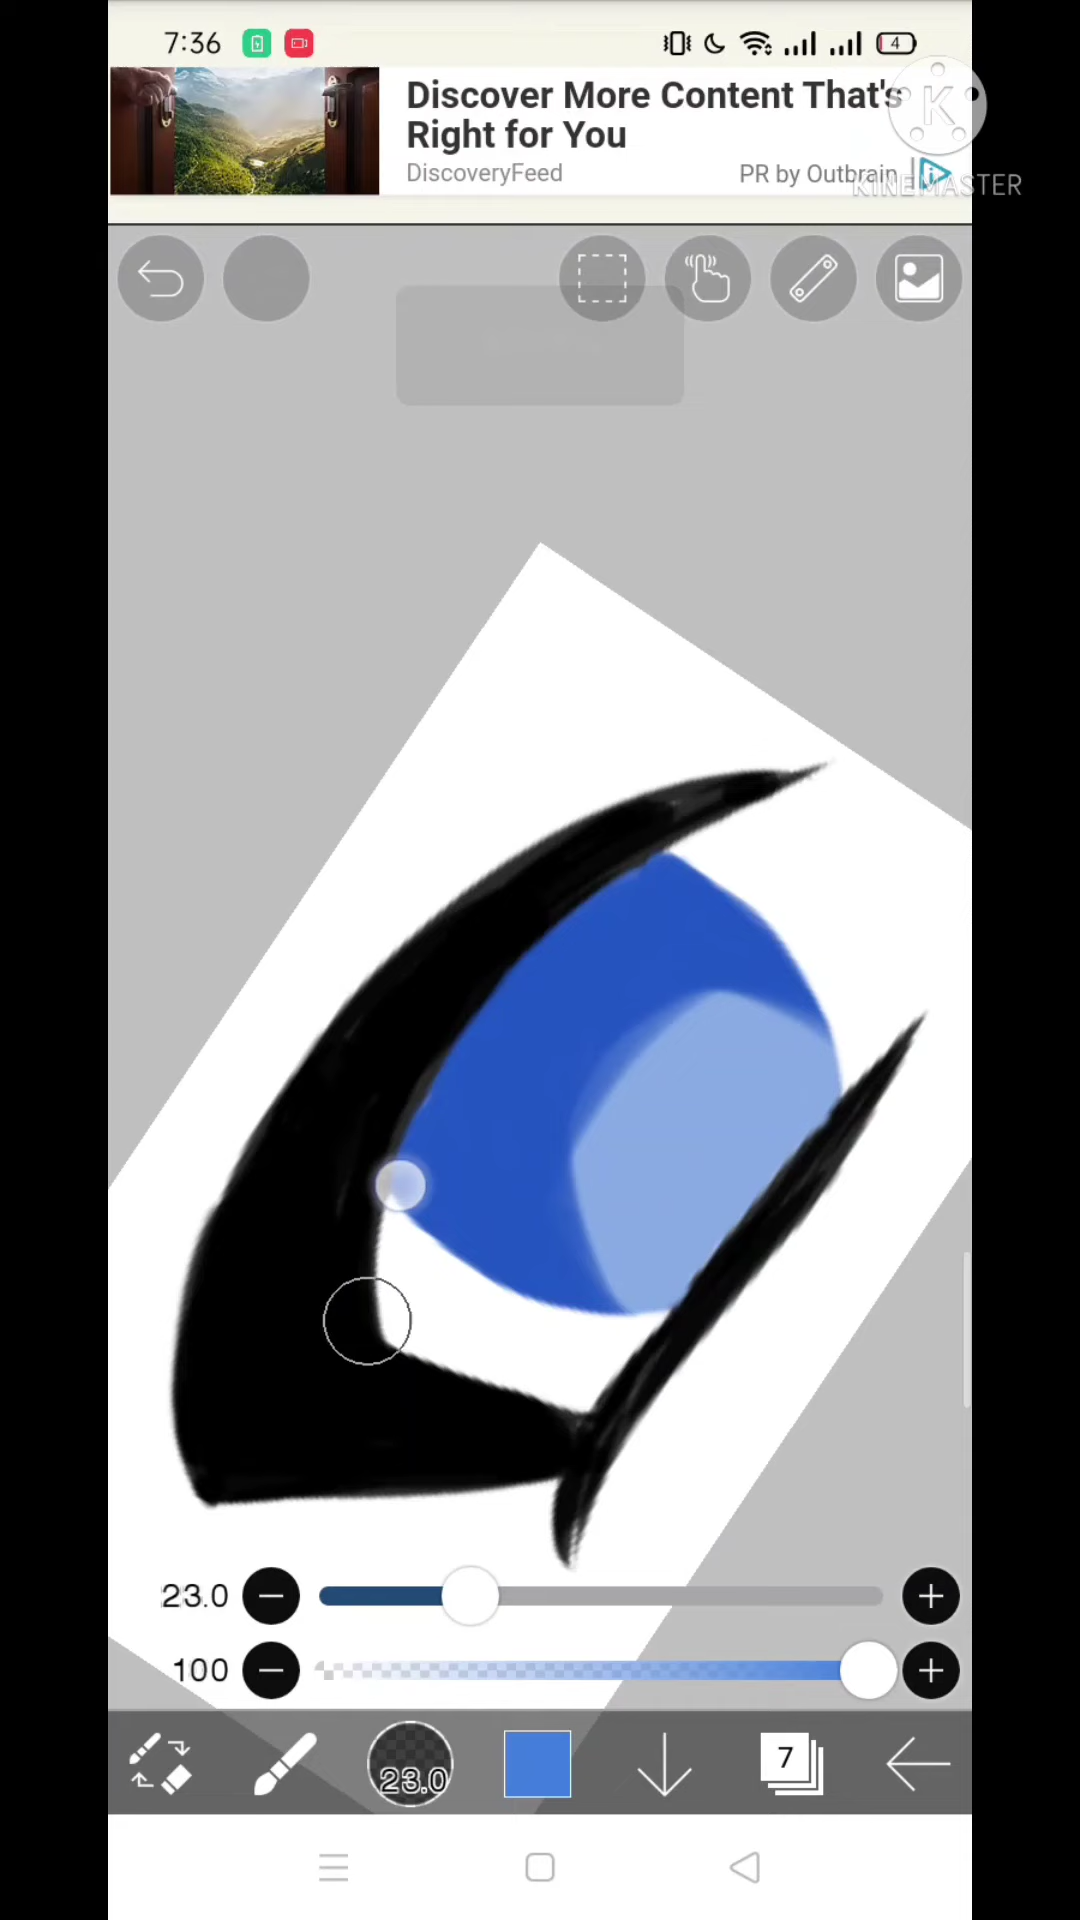 7:36
4
Discover More Content That's
Right for You
DiscoveryFeed
PR by Outbrain
K
KINEMASTER
23.0
100
23.0
7